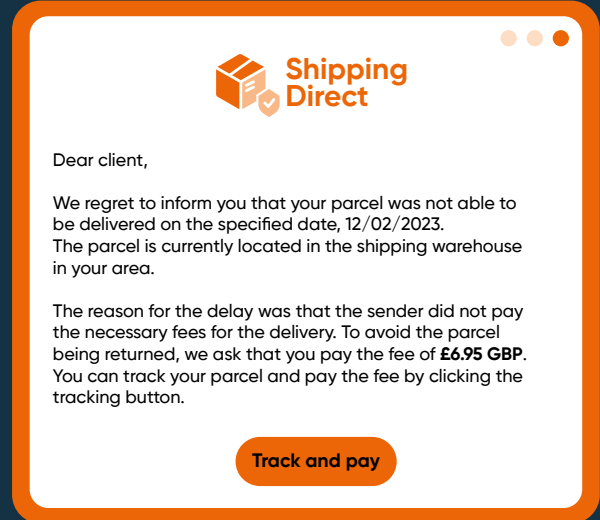 Shipping
Direct
Dear client,
We regret to inform you that your parcel was not able to
be delivered on the specified date, 12/02/2023.
The parcel is currently located in the shipping warehouse
in your area.
The reason for the delay was that the sender did not pay
the necessary fees for the delivery. To avoid the parcel
being returned, we ask that you pay the fee of £6.95 GBP.
You can track your parcel and pay the fee by clicking the
tracking button.
Track and pay